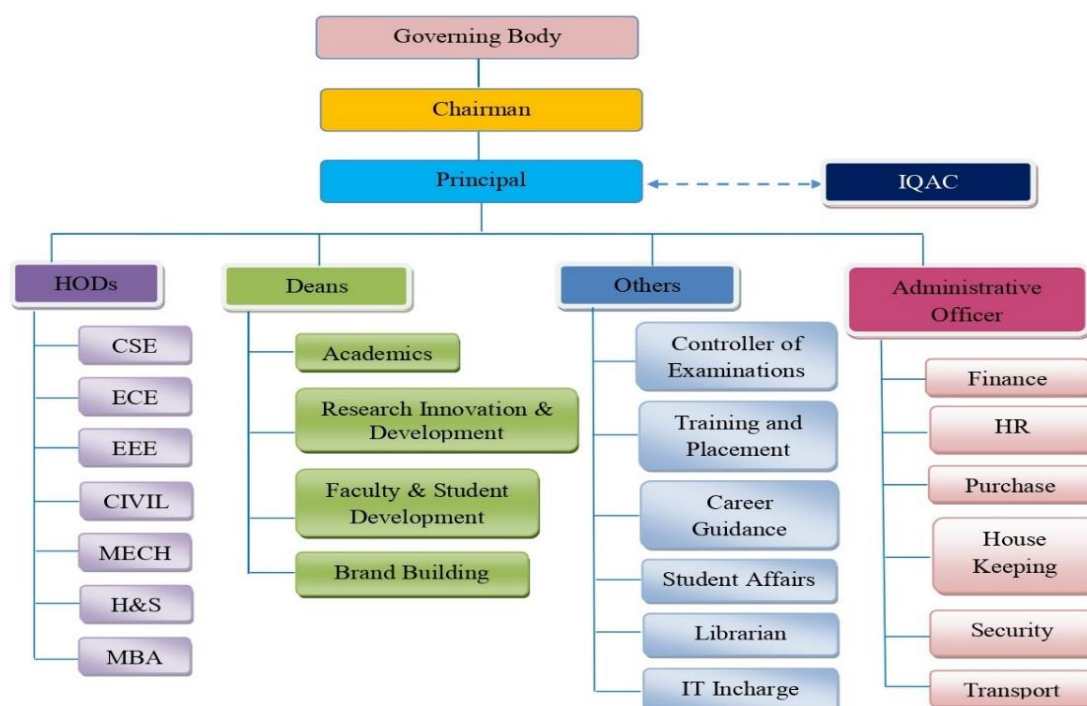 Governing Body
Chairman
Principal
IQAC
HODs
CSE
ECE
EEE
CIVIL
MECH
H&S
MBA
Deans
Academics
Research Innovation &
Development
Faculty & Student
Development
Brand Building
Others
Controller of
Examinations
Training and
Placement
Career
Guidance
Student Affairs
Librarian
IT Incharge
Administrative
Officer
Finance
HR
Purchase
House
Keeping
Security
Transport